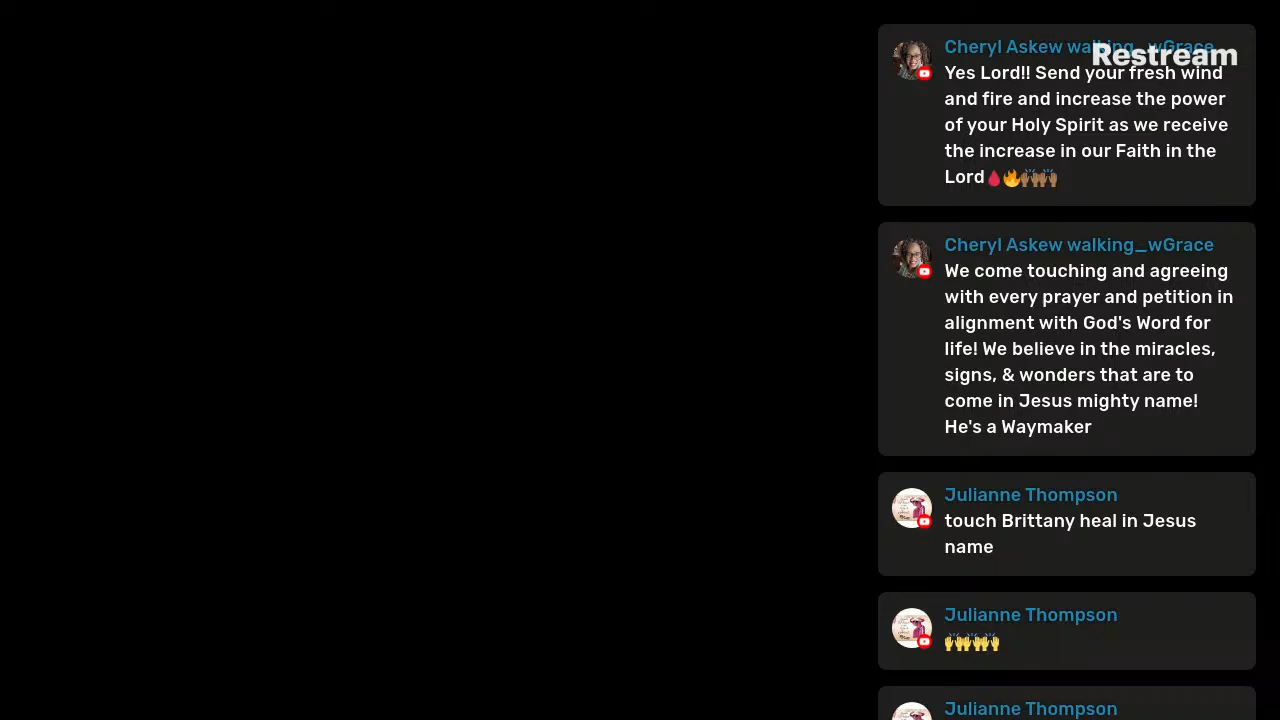 Cheryl Askew walking_wGrace
Restream
Yes Lord!! Send your fresh wind
and fire and increase the power
of your Holy Spirit as we receive
the increase in our Faith in the
Lord🩸🔥🙌🏾🙌🏾
Cheryl Askew walking_wGrace
We come touching and agreeing
with every prayer and petition in
alignment with God's Word for
life! We believe in the miracles,
signs, & wonders that are to
come in Jesus mighty name!
He's a Waymaker
Julianne Thompson
touch Brittany heal in Jesus
name
Julianne Thompson
🙌🙌🙌
Julianne Thompson